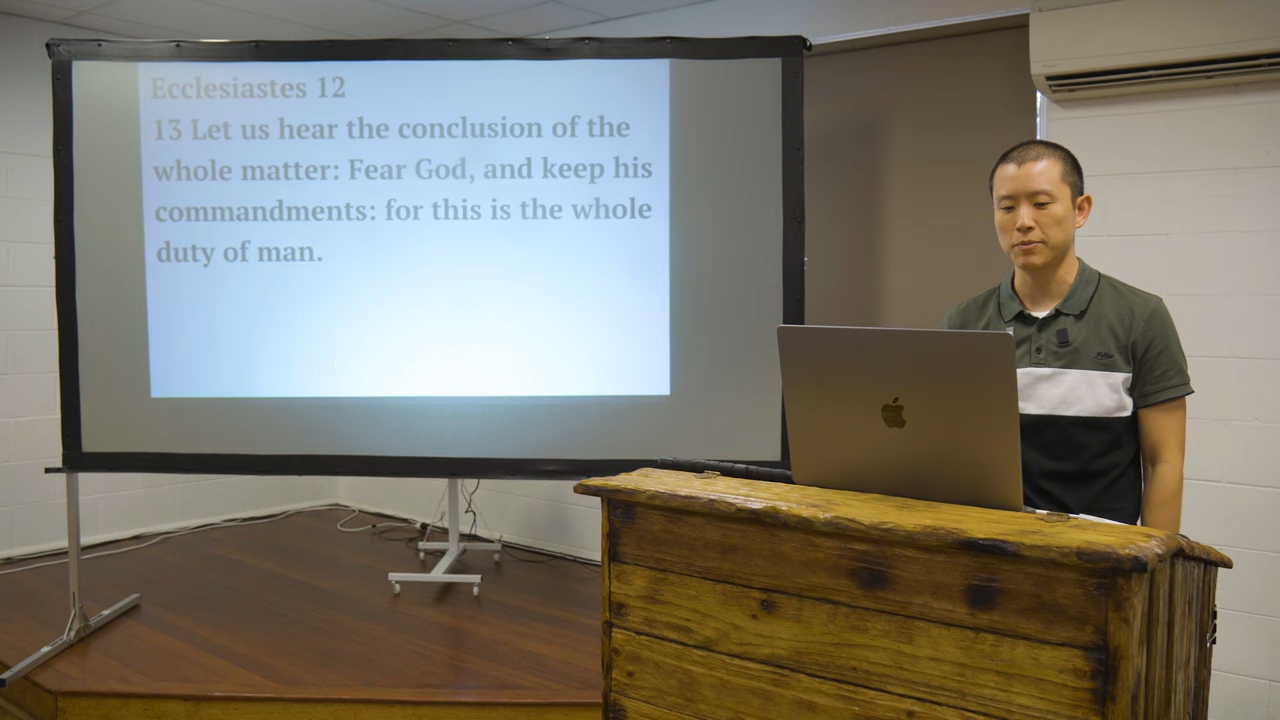 Ecclesiastes 12
13 Let us hear the conclusion of the
whole matter: Fear God, and keep his
commandments: for this is the whole
duty of man.